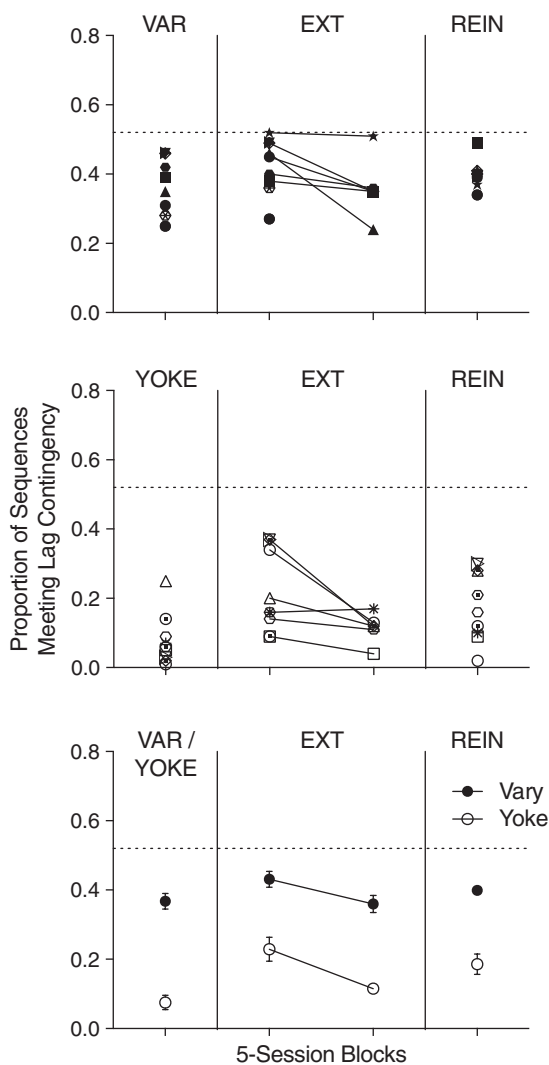 VAR EXT REIN
0.8
0.6
0.4
0.2
0.0
YOKE EXT REIN
0.8
0.6
0.4
0.2
0.0
Proportion of Sequences
Meeting Lag Contingency
VAR / EXT REIN
YOKE
0.8
0.6
0.4
0.2
0.0
Vary
Yoke
5-Session Blocks